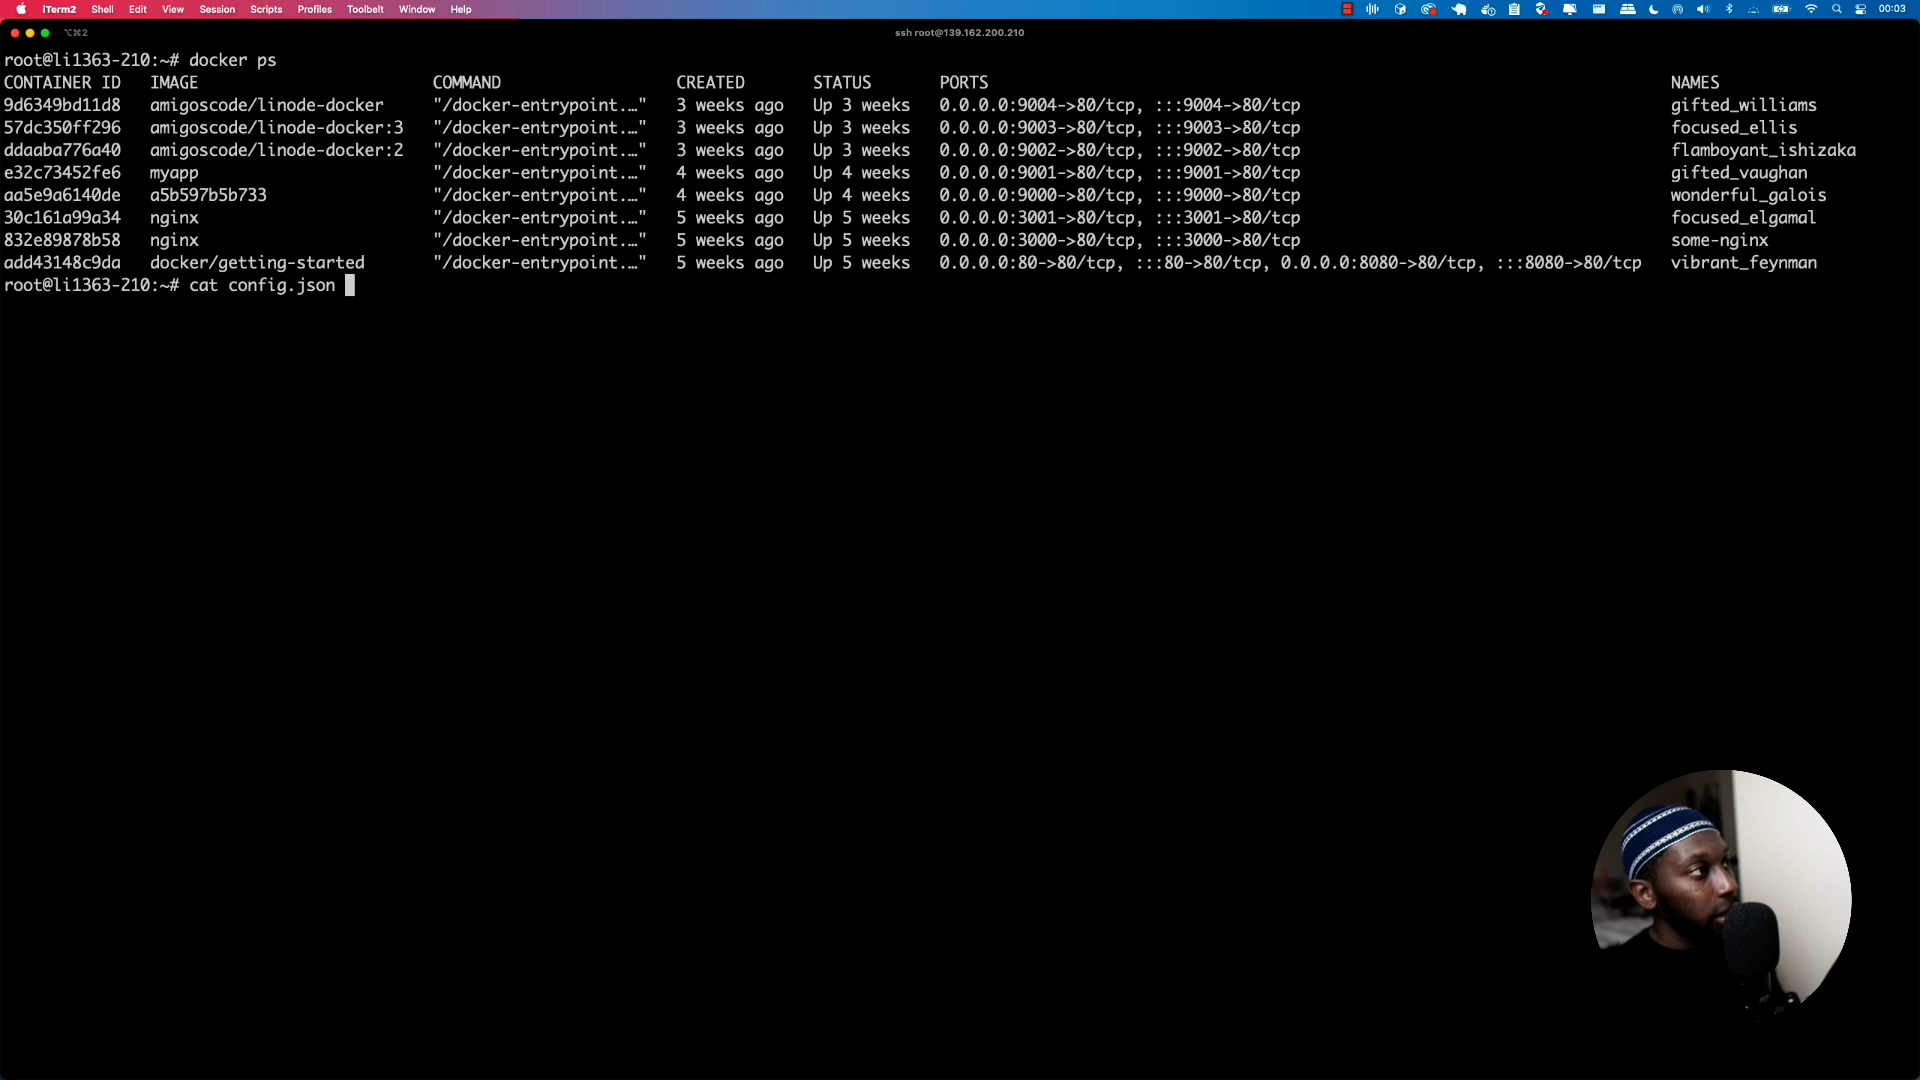 iTerm2 Shell Edit View Session Scripts Profiles Toolbelt Window Help 00:03
⌥⌘2 ssh root@139.162.200.210
root@li1363-210:~# docker ps
CONTAINER ID IMAGE COMMAND CREATED STATUS PORTS NAMES
9d6349bd11d8 amigoscode/linode-docker "/docker-entrypoint.…" 3 weeks ago Up 3 weeks 0.0.0.0:9004->80/tcp, :::9004->80/tcp gifted_williams
57dc350ff296 amigoscode/linode-docker:3 "/docker-entrypoint.…" 3 weeks ago Up 3 weeks 0.0.0.0:9003->80/tcp, :::9003->80/tcp focused_ellis
ddaaba776a40 amigoscode/linode-docker:2 "/docker-entrypoint.…" 3 weeks ago Up 3 weeks 0.0.0.0:9002->80/tcp, :::9002->80/tcp flamboyant_ishizaka
e32c73452fe6 myapp "/docker-entrypoint.…" 4 weeks ago Up 4 weeks 0.0.0.0:9001->80/tcp, :::9001->80/tcp gifted_vaughan
aa5e9a6140de a5b597b5b733 "/docker-entrypoint.…" 4 weeks ago Up 4 weeks 0.0.0.0:9000->80/tcp, :::9000->80/tcp wonderful_galois
30c161a99a34 nginx "/docker-entrypoint.…" 5 weeks ago Up 5 weeks 0.0.0.0:3001->80/tcp, :::3001->80/tcp focused_elgamal
832e89878b58 nginx "/docker-entrypoint.…" 5 weeks ago Up 5 weeks 0.0.0.0:3000->80/tcp, :::3000->80/tcp some-nginx
add43148c9da docker/getting-started "/docker-entrypoint.…" 5 weeks ago Up 5 weeks 0.0.0.0:80->80/tcp, :::80->80/tcp, 0.0.0.0:8080->80/tcp, :::8080->80/tcp vibrant_feynman
root@li1363-210:~# cat config.json